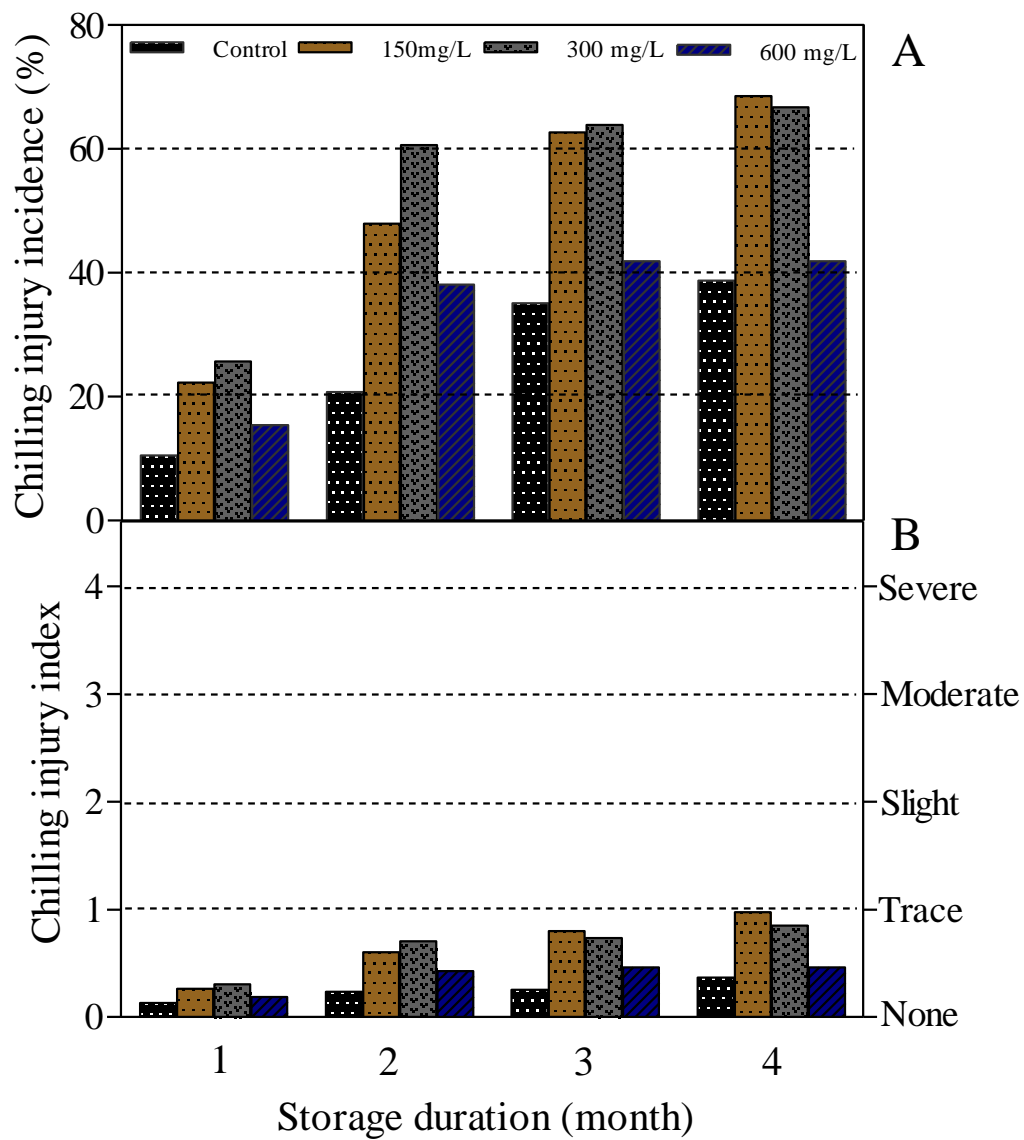 80
Control 150mg/L 300 mg/L 600 mg/L
A
60
40
20
0
Chilling injury incidence (%)
B
4 Severe
3 Moderate
2 Slight
1 Trace
0 None
Chilling injury index
1 2 3 4
Storage duration (month)